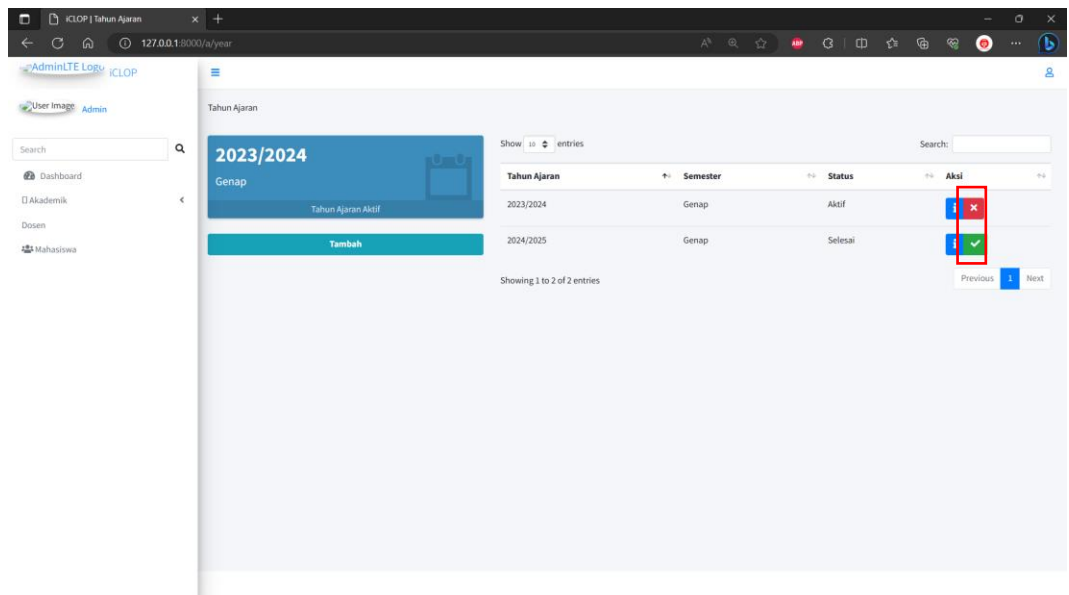 iCLOP | Tahun Ajaran
127.0.0.1:8000/a/year
ABP
AdminLTE Logo iCLOP
User Image Admin
Tahun Ajaran
Search
Dashboard
Akademik
Dosen
Mahasiswa
2023/2024
Genap
Tahun Ajaran Aktif
Tambah
Show 10 entries
Search:
Tahun Ajaran Semester Status Aksi
2023/2024 Genap Aktif
2024/2025 Genap Selesai
Showing 1 to 2 of 2 entries
Previous 1 Next